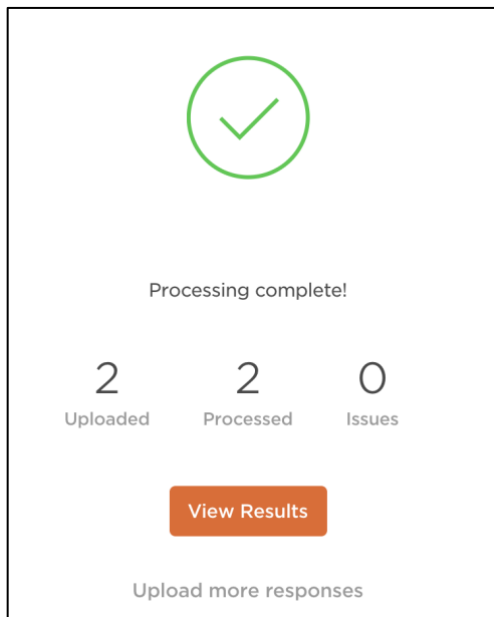 Processing complete!
2 2 0
Uploaded Processed Issues
View Results
Upload more responses